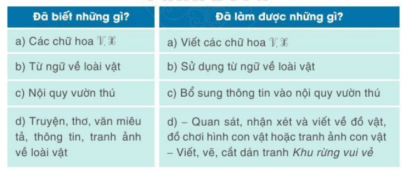 Đã biết những gì?
Đã làm được những gì?
a) Các chữ hoa V, X
a) Viết các chữ hoa V, X
b) Từ ngữ về loài vật
b) Sử dụng từ ngữ về loài vật
c) Nội quy vườn thú
c) Bổ sung thông tin vào nội quy vườn thú
d) Truyện, thơ, văn miêu
tả, thông tin, tranh ảnh
về loài vật
d) – Quan sát, nhận xét và viết về đồ vật,
đồ chơi hình con vật hoặc tranh ảnh con vật
– Viết, vẽ, cắt dán tranh Khu rừng vui vẻ